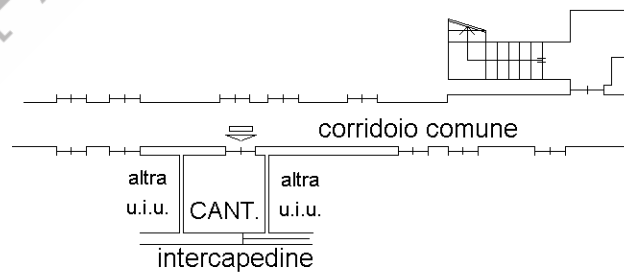 corridoio comune
altra
u.i.u.
CANT.
altra
u.i.u.
intercapedine